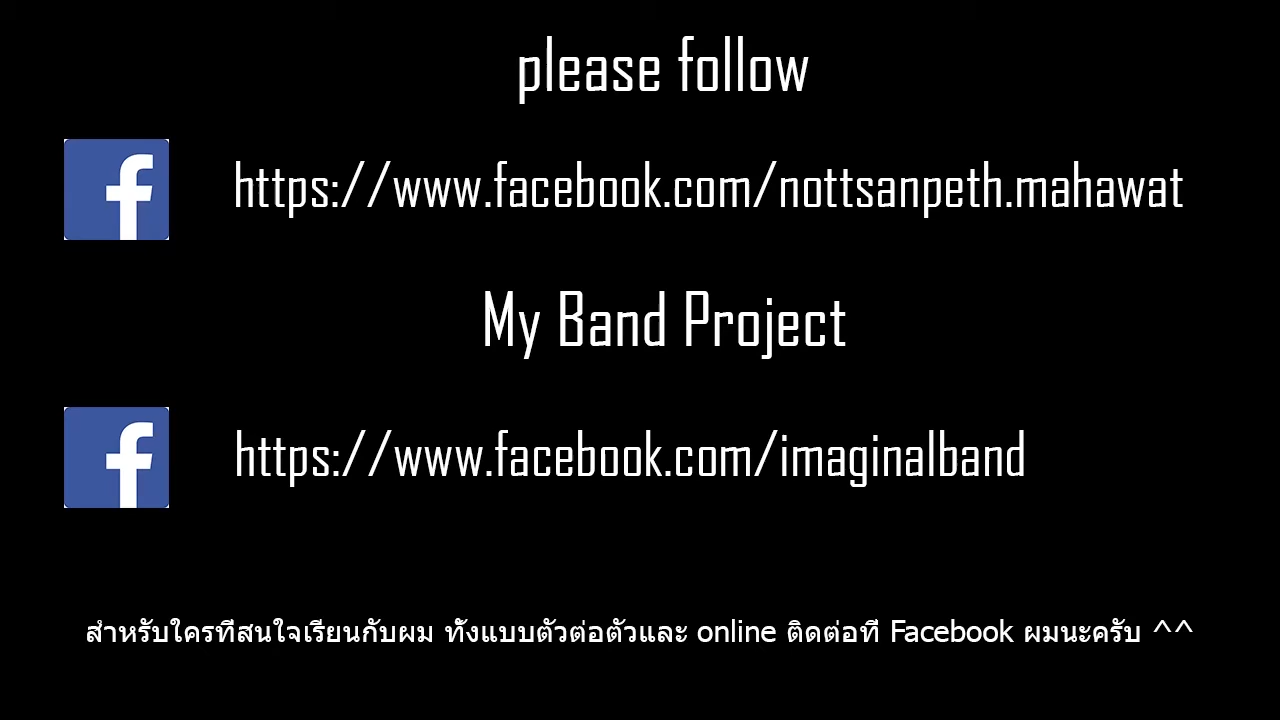 please follow
https://www.facebook.com/nottsanpeth.mahawat
My Band Project
https://www.facebook.com/imaginalband
สำหรับใครที่สนใจเรียนกับผม ทั้งแบบตัวต่อตัวและ online ติดต่อที่ Facebook ผมนะครับ ^^